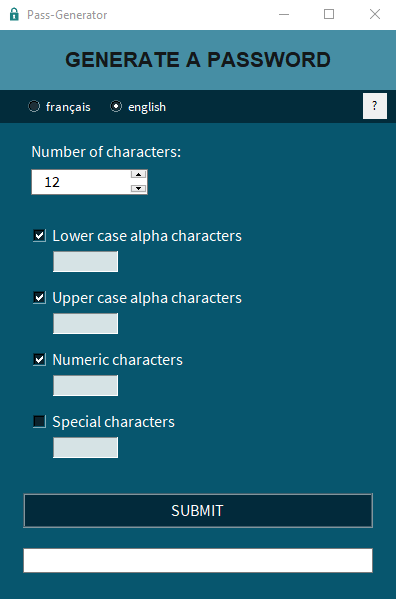 Pass-Generator
GENERATE A PASSWORD
français english ?
Number of characters:
12
Lower case alpha characters
Upper case alpha characters
Numeric characters
Special characters
SUBMIT